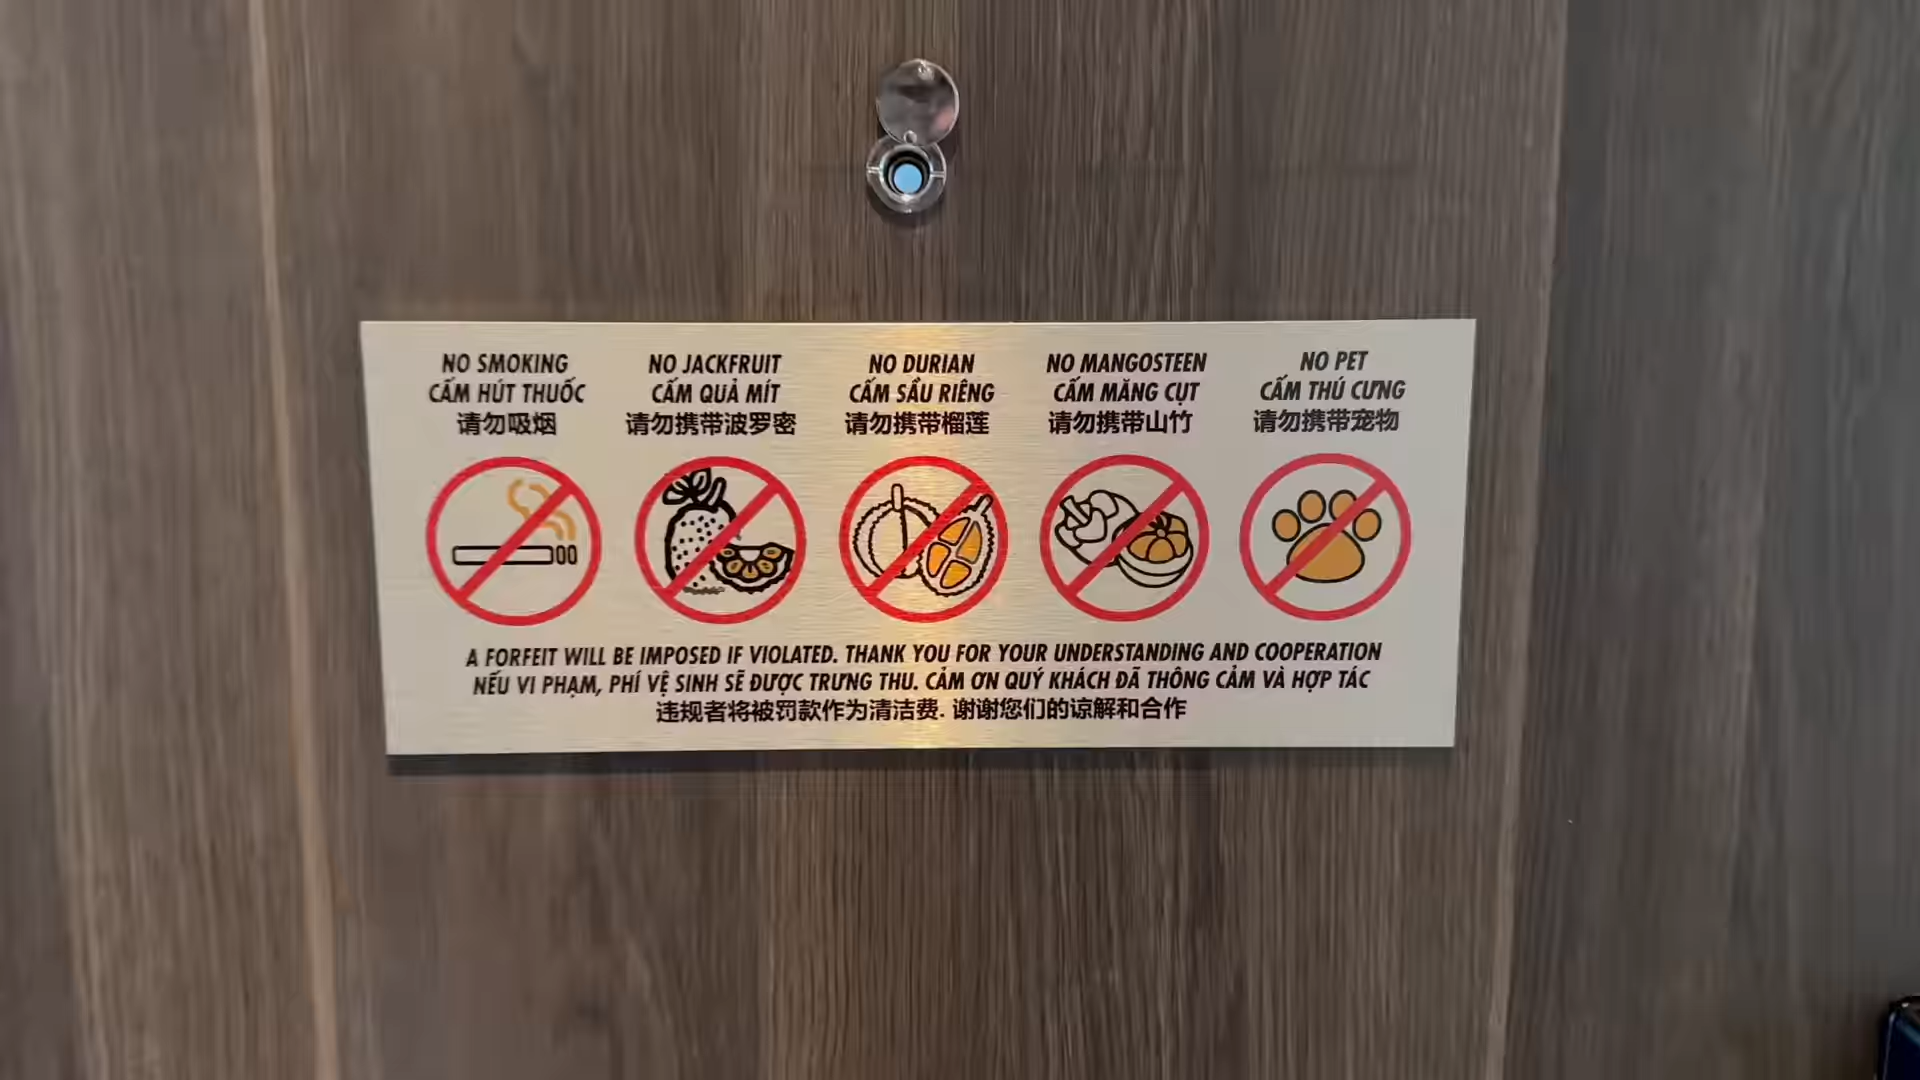 NO SMOKING
CẤM HÚT THUỐC
请勿吸烟
NO JACKFRUIT
CẤM QUẢ MÍT
请勿携带波罗密
NO DURIAN
CẤM SẦU RIÊNG
请勿携带榴莲
NO MANGOSTEEN
CẤM MĂNG CỤT
请勿携带山竹
NO PET
CẤM THÚ CƯNG
请勿携带宠物
A FORFEIT WILL BE IMPOSED IF VIOLATED. THANK YOU FOR YOUR UNDERSTANDING AND COOPERATION
NẾU VI PHẠM, PHÍ VỆ SINH SẼ ĐƯỢC TRƯNG THU. CẢM ƠN QUÝ KHÁCH ĐÃ THÔNG CẢM VÀ HỢP TÁC
违规者将被罚款作为清洁费. 谢谢您们的谅解和合作